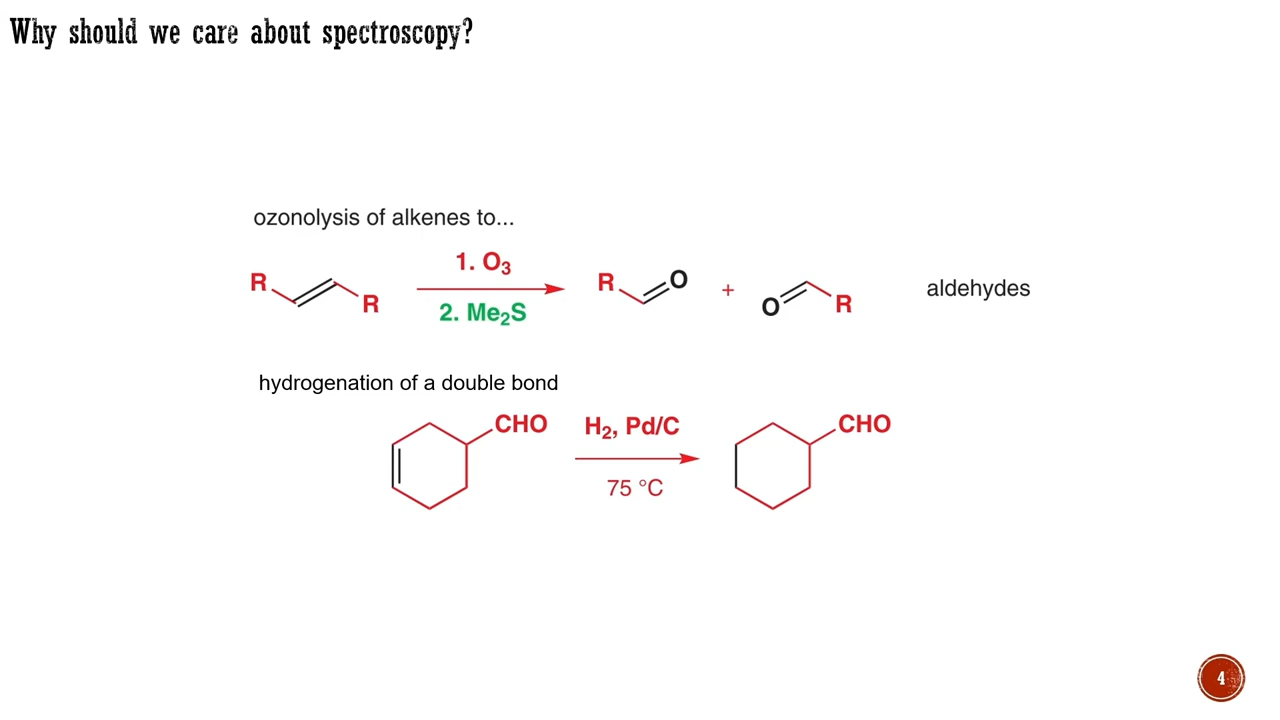 Why should we care about spectroscopy?
ozonolysis of alkenes to...
1. O₃
R R
2. Me₂S
R O + O R
aldehydes
hydrogenation of a double bond
CHO
H₂, Pd/C
75 °C
CHO
4